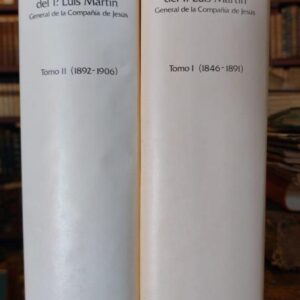 del P. Luis Martín
General de la Compañía de Jesús
Tomo II (1892-1906)
del P. Luis Martín
General de la Compañía de Jesús
Tomo I (1846-1891)